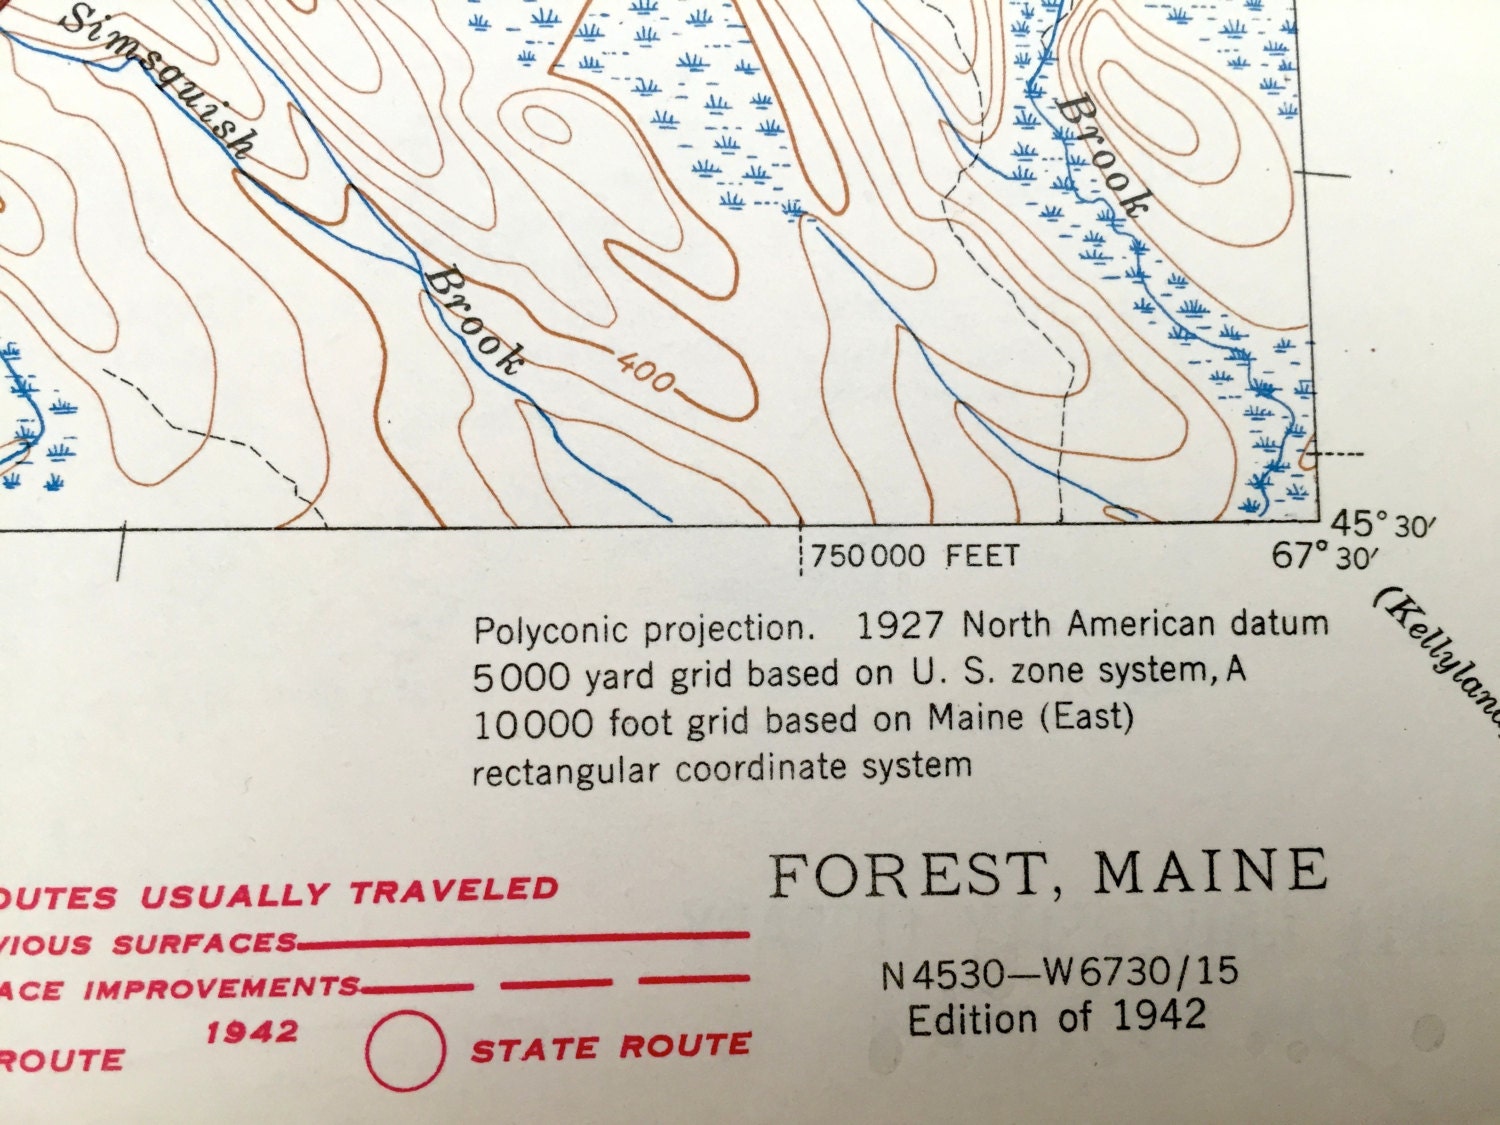 Simsquish
Brook
Brook
400
750000 FEET
45° 30′
67° 30′
Polyconic projection. 1927 North American datum
5000 yard grid based on U. S. zone system, A
10000 foot grid based on Maine (East)
rectangular coordinate system
(Kellyland
FOREST, MAINE
N4530—W6730/15
Edition of 1942
OUTES USUALLY TRAVELED
VIOUS SURFACES
ACE IMPROVEMENTS
1942
ROUTE
STATE ROUTE